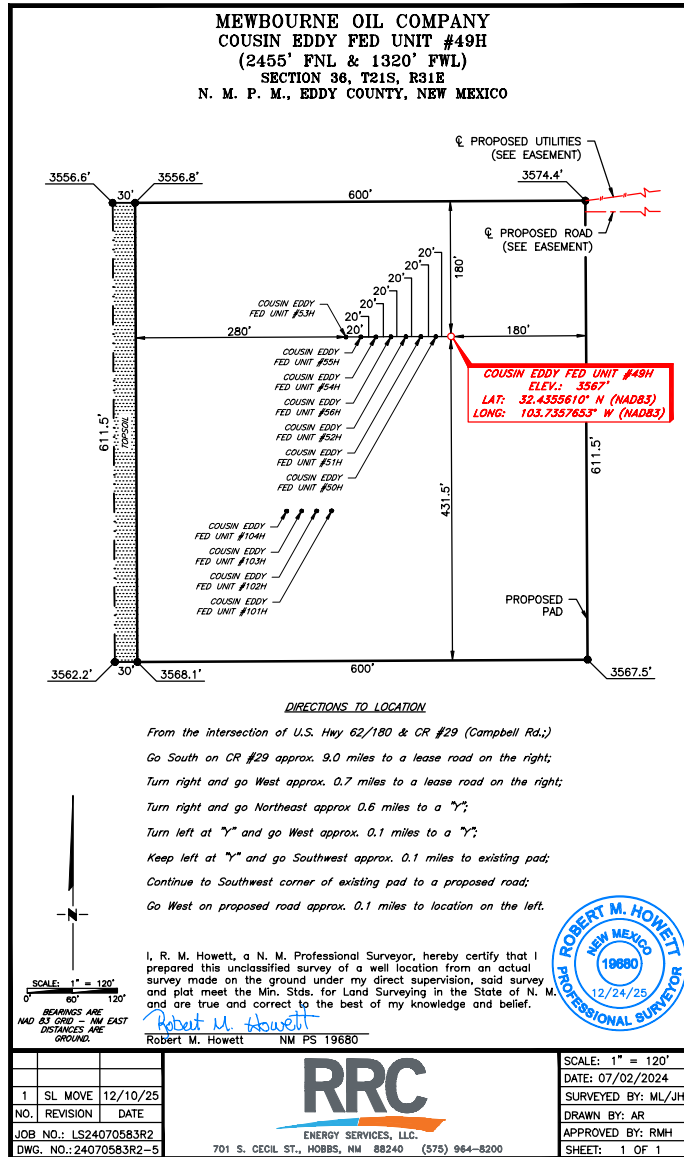 MEWBOURNE OIL COMPANY
COUSIN EDDY FED UNIT #49H
(2455' FNL & 1320' FWL)
SECTION 36, T21S, R31E
N. M. P. M., EDDY COUNTY, NEW MEXICO
℄ PROPOSED UTILITIES
(SEE EASEMENT)
3556.6'
30'
3556.8'
600'
3574.4'
℄ PROPOSED ROAD
(SEE EASEMENT)
180'
20'
20'
20'
20'
20'
20'
20'
COUSIN EDDY
FED UNIT #53H
280'
180'
COUSIN EDDY
FED UNIT #55H
COUSIN EDDY
FED UNIT #54H
COUSIN EDDY
FED UNIT #56H
COUSIN EDDY
FED UNIT #52H
COUSIN EDDY
FED UNIT #51H
COUSIN EDDY
FED UNIT #50H
COUSIN EDDY FED UNIT #49H
ELEV.: 3567'
LAT: 32.4355610° N (NAD83)
LONG: 103.7357653° W (NAD83)
611.5'
TOPSOIL
431.5'
611.5'
COUSIN EDDY
FED UNIT #104H
COUSIN EDDY
FED UNIT #103H
COUSIN EDDY
FED UNIT #102H
COUSIN EDDY
FED UNIT #101H
PROPOSED
PAD
3562.2'
30'
3568.1'
600'
3567.5'
DIRECTIONS TO LOCATION
From the intersection of U.S. Hwy 62/180 & CR #29 (Campbell Rd.;)
Go South on CR #29 approx. 9.0 miles to a lease road on the right;
Turn right and go West approx. 0.7 miles to a lease road on the right;
Turn right and go Northeast approx 0.6 miles to a "Y";
Turn left at "Y" and go West approx. 0.1 miles to a "Y";
Keep left at "Y" and go Southwest approx. 0.1 miles to existing pad;
Continue to Southwest corner of existing pad to a proposed road;
Go West on proposed road approx. 0.1 miles to location on the left.
N
SCALE: 1" = 120'
0' 60' 120'
BEARINGS ARE
NAD 83 GRID - NM EAST
DISTANCES ARE
GROUND.
I, R. M. Howett, a N. M. Professional Surveyor, hereby certify that I
prepared this unclassified survey of a well location from an actual
survey made on the ground under my direct supervision, said survey
and plat meet the Min. Stds. for Land Surveying in the State of N. M.
and are true and correct to the best of my knowledge and belief.
Robert M. Howett
Robert M. Howett NM PS 19680
ROBERT M. HOWETT
NEW MEXICO
19680
12/24/25
PROFESSIONAL SURVEYOR
1 SL MOVE 12/10/25
NO. REVISION DATE
JOB NO.: LS24070583R2
DWG. NO.: 24070583R2-5
RRC
ENERGY SERVICES, LLC.
701 S. CECIL ST., HOBBS, NM 88240 (575) 964-8200
SCALE: 1" = 120'
DATE: 07/02/2024
SURVEYED BY: ML/JH
DRAWN BY: AR
APPROVED BY: RMH
SHEET: 1 OF 1